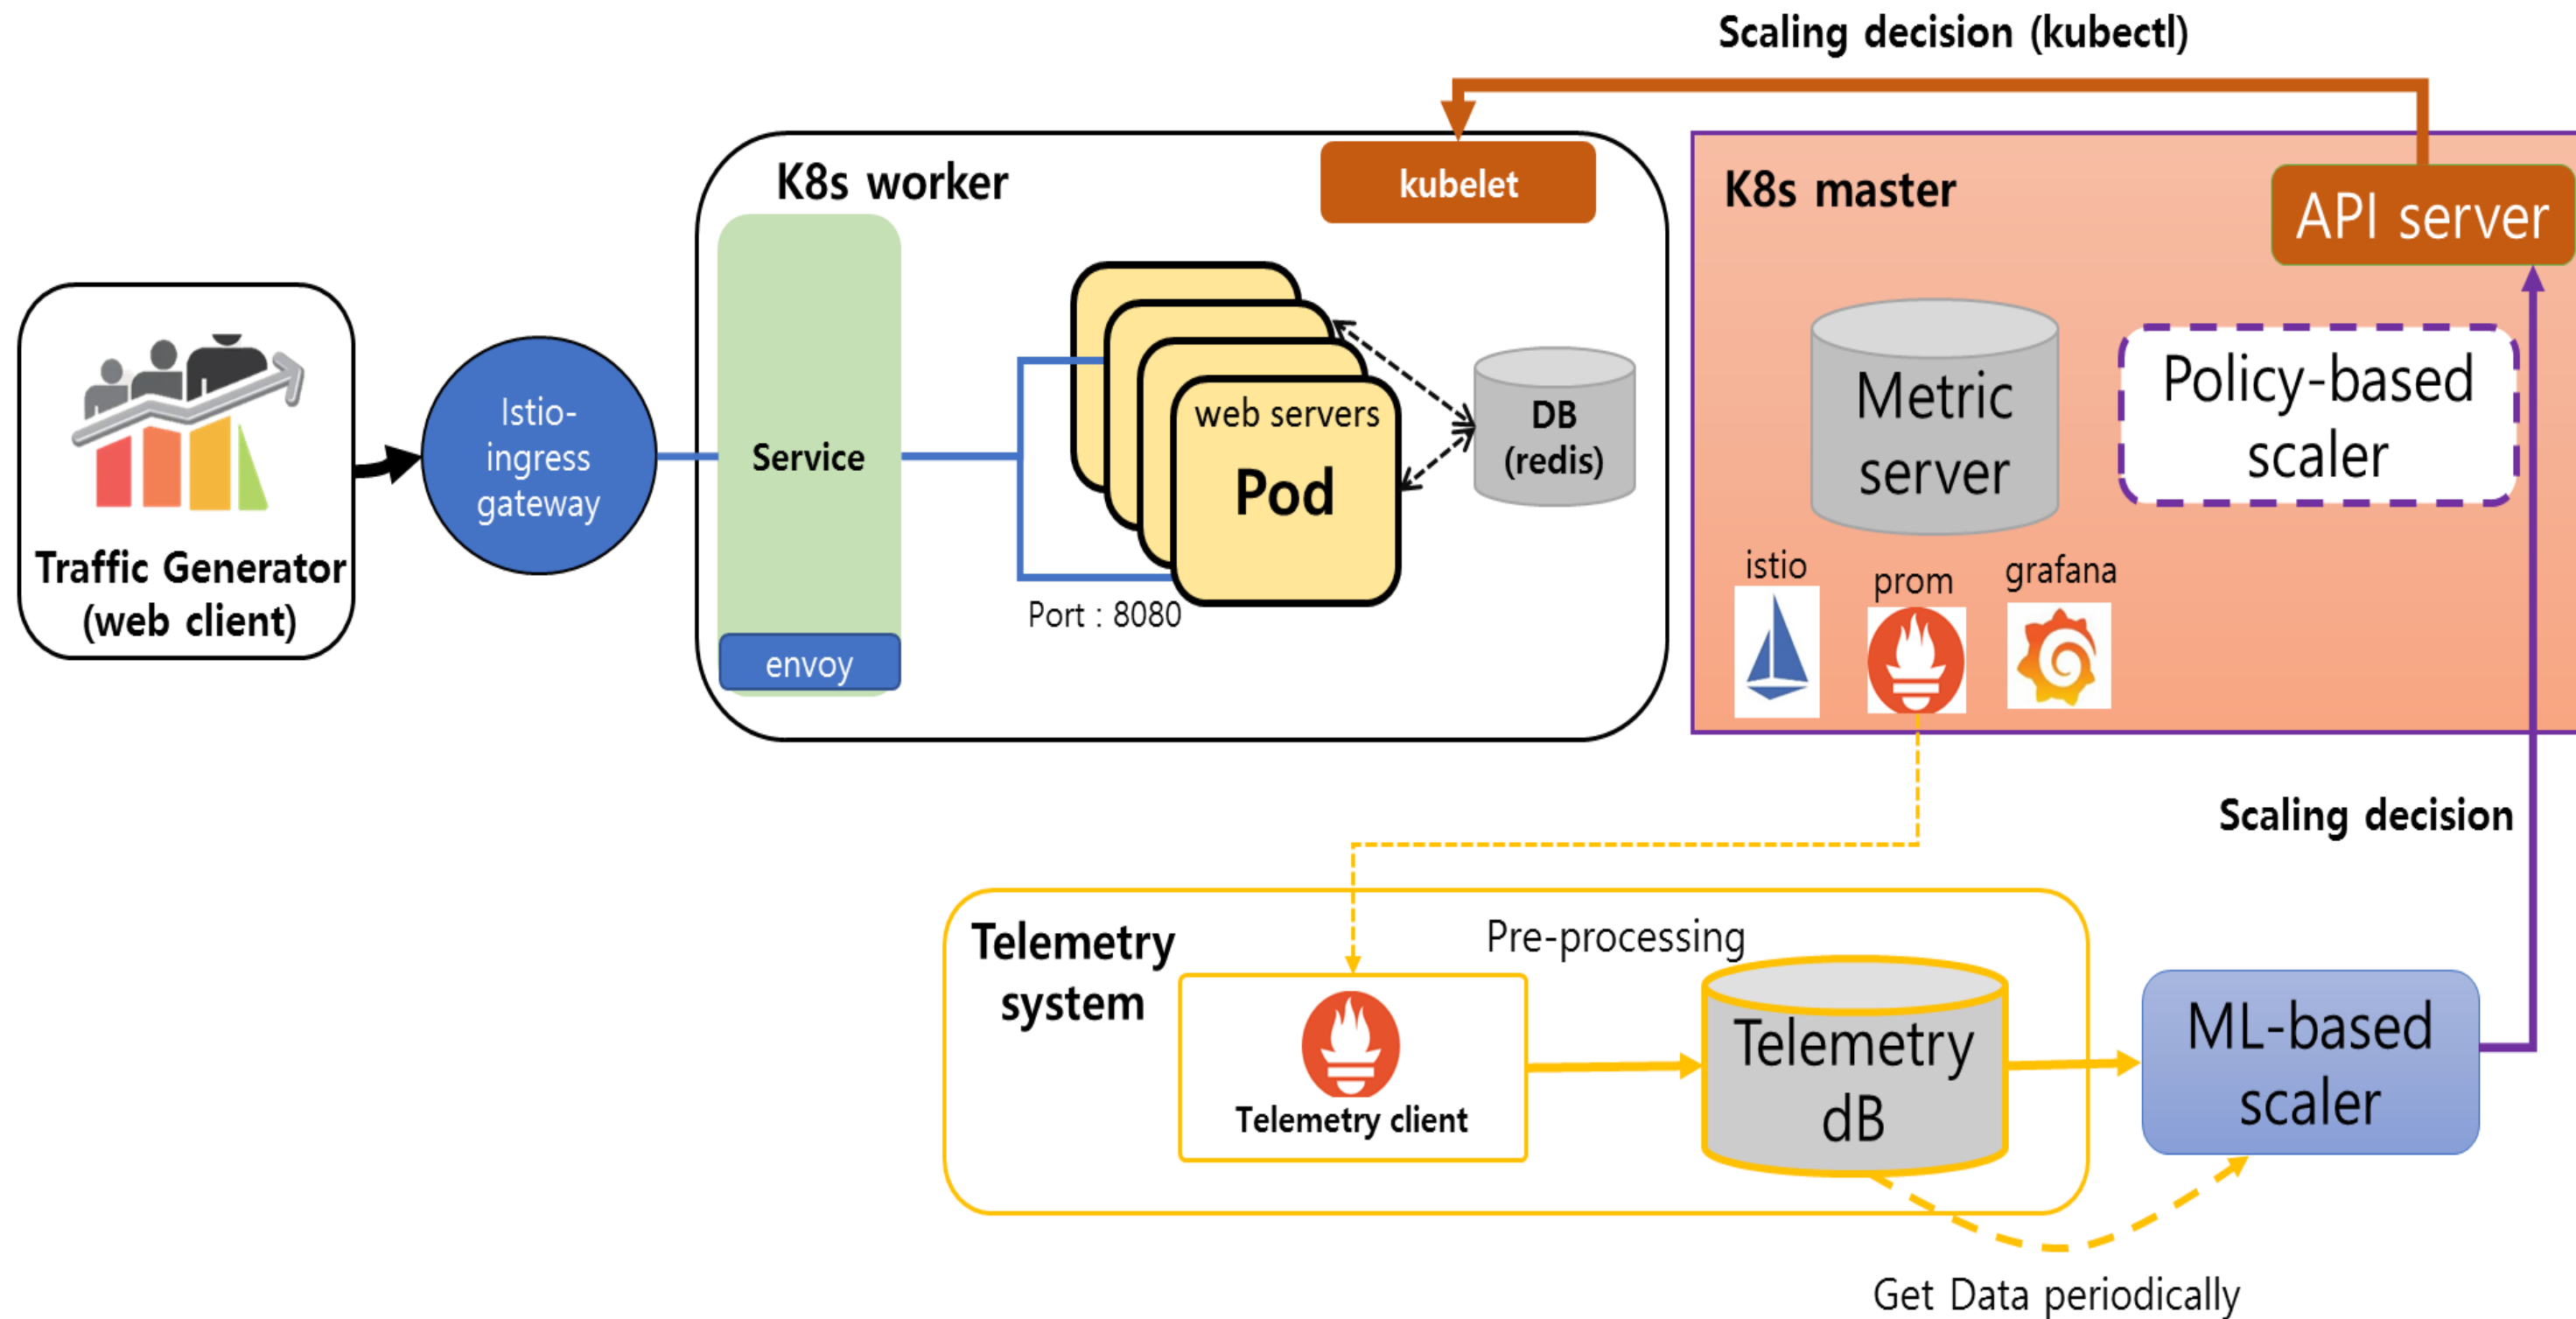 Scaling decision (kubectl)
K8s worker
kubelet
K8s master
API server
Traffic Generator
(web client)
Istio-
ingress
gateway
Service
envoy
web servers
Pod
Port : 8080
DB
(redis)
Metric
server
Policy-based
scaler
istio
prom
grafana
Scaling decision
Telemetry
system
Pre-processing
Telemetry client
Telemetry
dB
ML-based
scaler
Get Data periodically